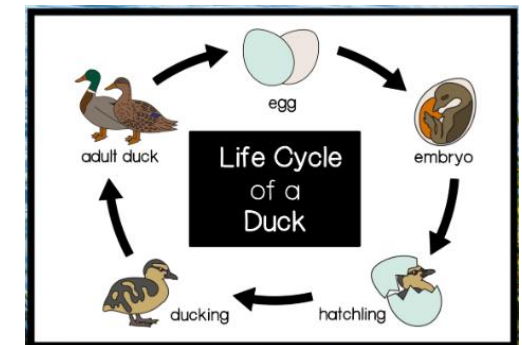 egg
adult duck
embryo
Life Cycle
of a
Duck
ducking
hatchling